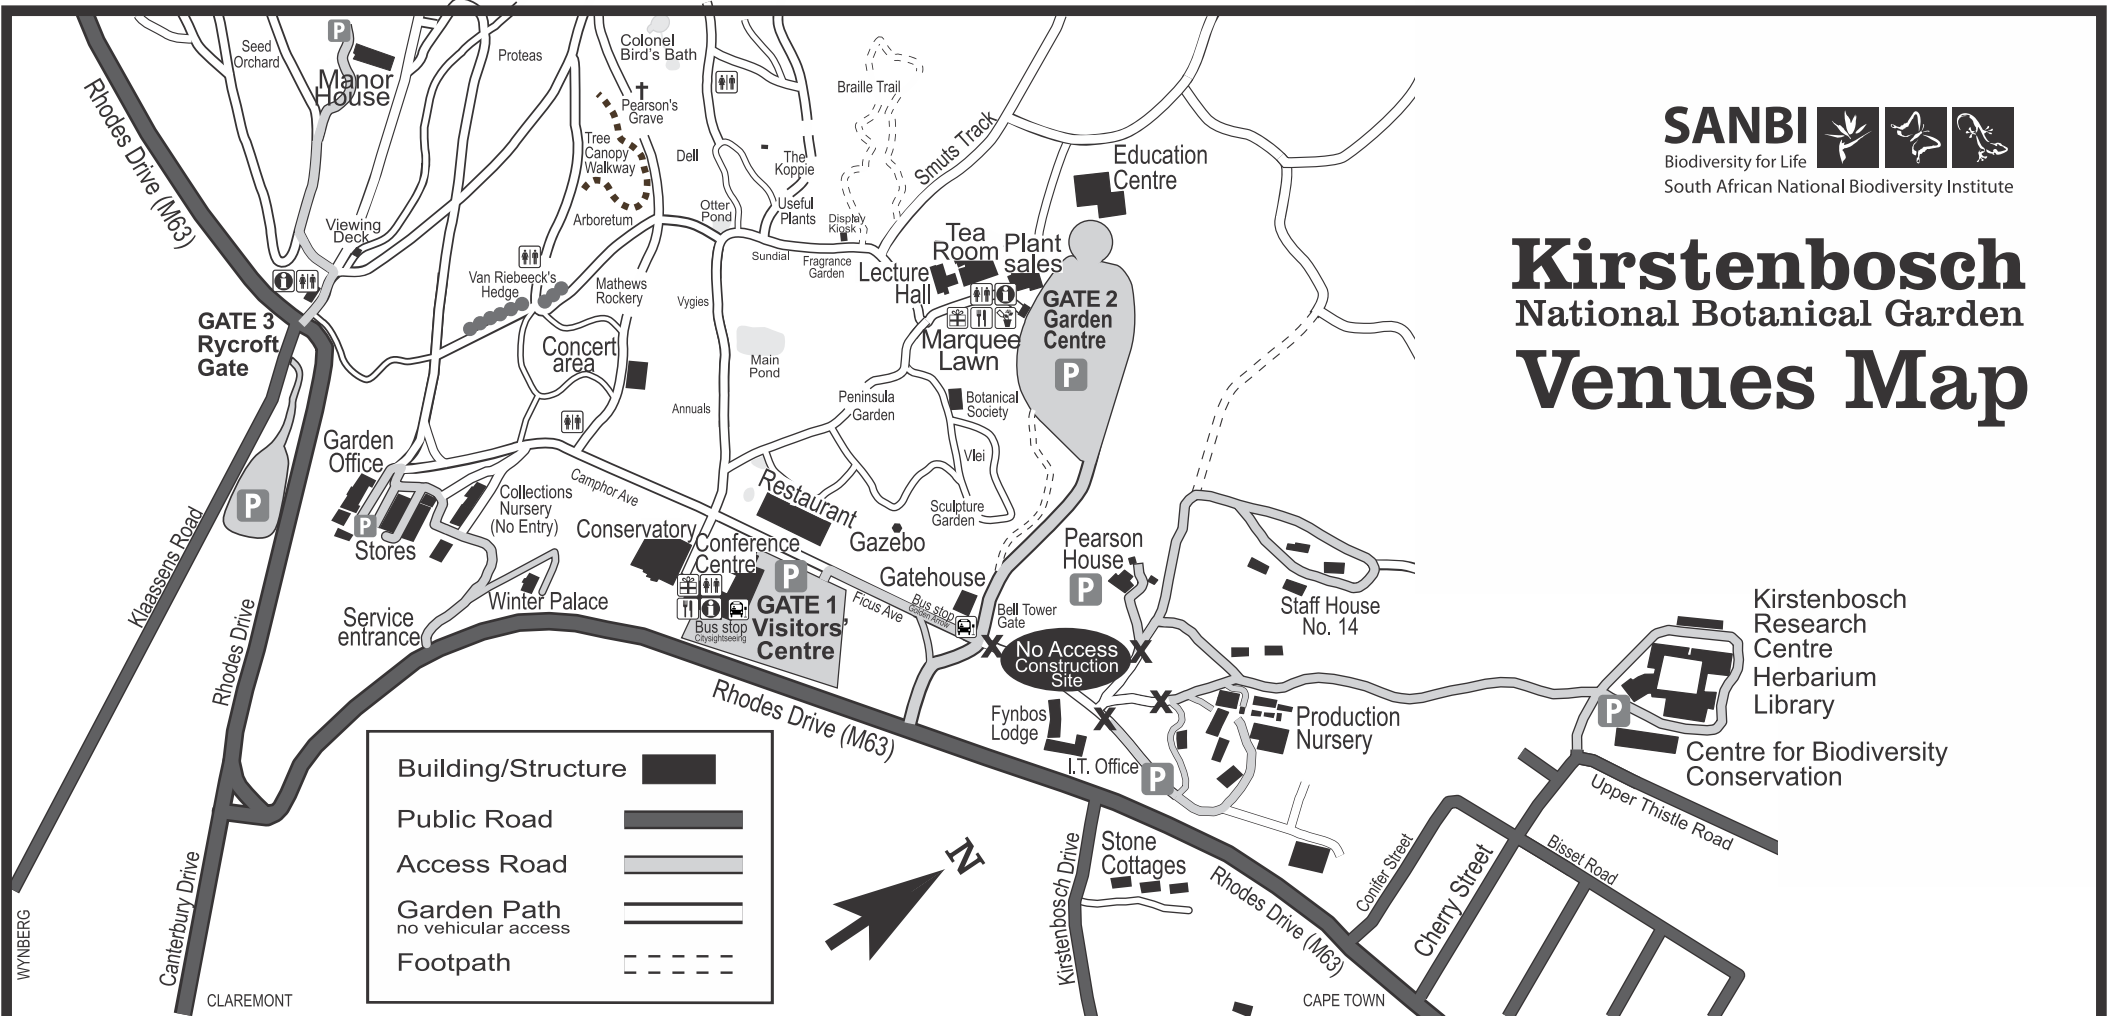 SANBI
Biodiversity for Life
South African National Biodiversity Institute
Kirstenbosch
National Botanical Garden
Venues Map
Seed
Orchard
P
Manor
House
Proteas
Colonel
Bird's Bath
Pearson's
Grave
Tree
Canopy
Walkway
Dell
The
Koppie
Braille Trail
Smuts Track
Education
Centre
Rhodes Drive (M63)
Viewing
Deck
Arboretum
Otter
Pond
Useful
Plants
Display
Kiosk
Sundial
Fragrance
Garden
Tea
Room
Plant
sales
Lecture
Hall
Van Riebeeck's
Hedge
Mathews
Rockery
Vygies
GATE 2
Garden
Centre
P
GATE 3
Rycroft
Gate
Concert
area
Main
Pond
Marquee
Lawn
Annuals
Peninsula
Garden
Botanical
Society
Vlei
Garden
Office
P
P
Stores
Collections
Nursery
(No Entry)
Camphor Ave
Restaurant
Sculpture
Garden
Conservatory
Conference
Centre
P
Gazebo
Gatehouse
Pearson
House
P
Klaassens Road
Rhodes Drive
Service
entrance
Winter Palace
Bus stop
Citysightseeing
GATE 1
Visitors'
Centre
Ficus Ave
Bus stop
Golden Arrow
Bell Tower
Gate
Staff House
No. 14
X
No Access
Construction
Site
X
X
X
Kirstenbosch
Research
Centre
Herbarium
Library
P
Centre for Biodiversity
Conservation
Rhodes Drive (M63)
Fynbos
Lodge
I.T. Office
P
Production
Nursery
Upper Thistle Road
Building/Structure
Public Road
Access Road
Garden Path
no vehicular access
Footpath
N
Stone
Cottages
Kirstenbosch Drive
Rhodes Drive (M63)
Conifer Street
Cherry Street
Bisset Road
WYNBERG
Canterbury Drive
CLAREMONT
CAPE TOWN